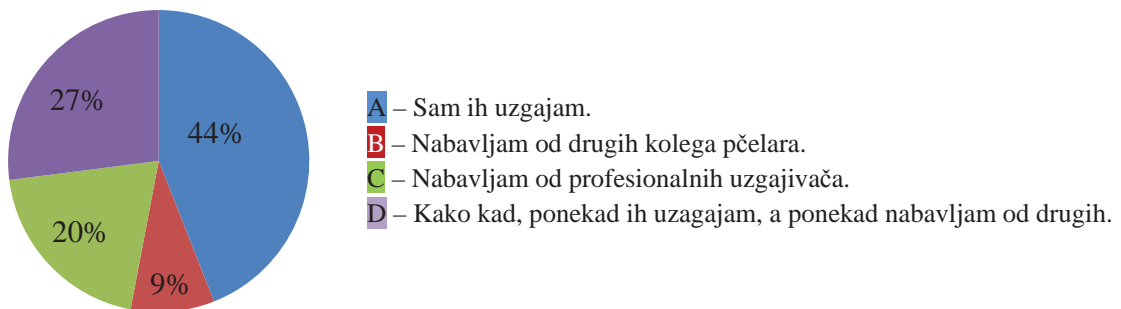 27%
44%
20%
9%
A – Sam ih uzgajam.
B – Nabavljam od drugih kolega pčelara.
C – Nabavljam od profesionalnih uzgajivača.
D – Kako kad, ponekad ih uzagajam, a ponekad nabavljam od drugih.